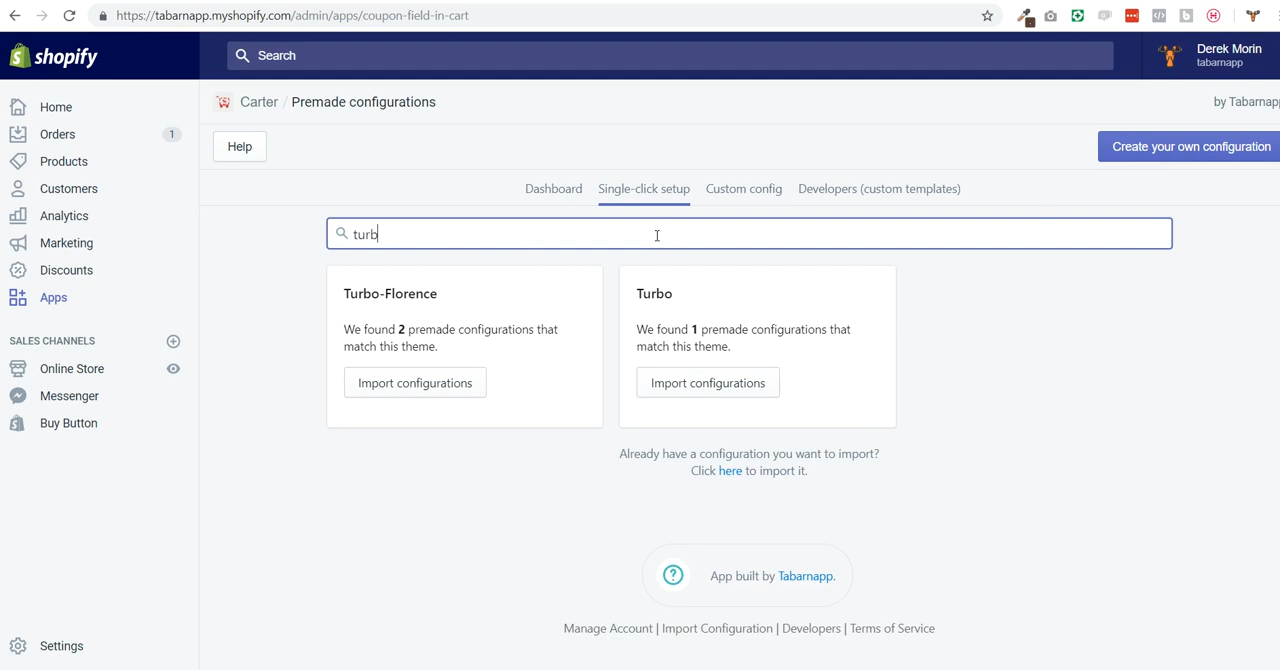 https://tabarnapp.myshopify.com/admin/apps/coupon-field-in-cart
shopify
Search
Derek Morin
tabarnapp
Home
Orders 1
Products
Customers
Analytics
Marketing
Discounts
Apps
SALES CHANNELS
Online Store
Messenger
Buy Button
Settings
Carter / Premade configurations
by Tabarnapp
Help
Create your own configuration
Dashboard Single-click setup Custom config Developers (custom templates)
turb
Turbo-Florence
We found 2 premade configurations that
match this theme.
Import configurations
Turbo
We found 1 premade configurations that
match this theme.
Import configurations
Already have a configuration you want to import?
Click here to import it.
App built by Tabarnapp.
Manage Account | Import Configuration | Developers | Terms of Service